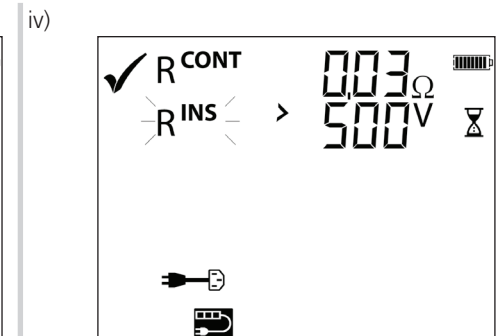 iv)
✓ R CONT 0.03Ω
R INS > 500V